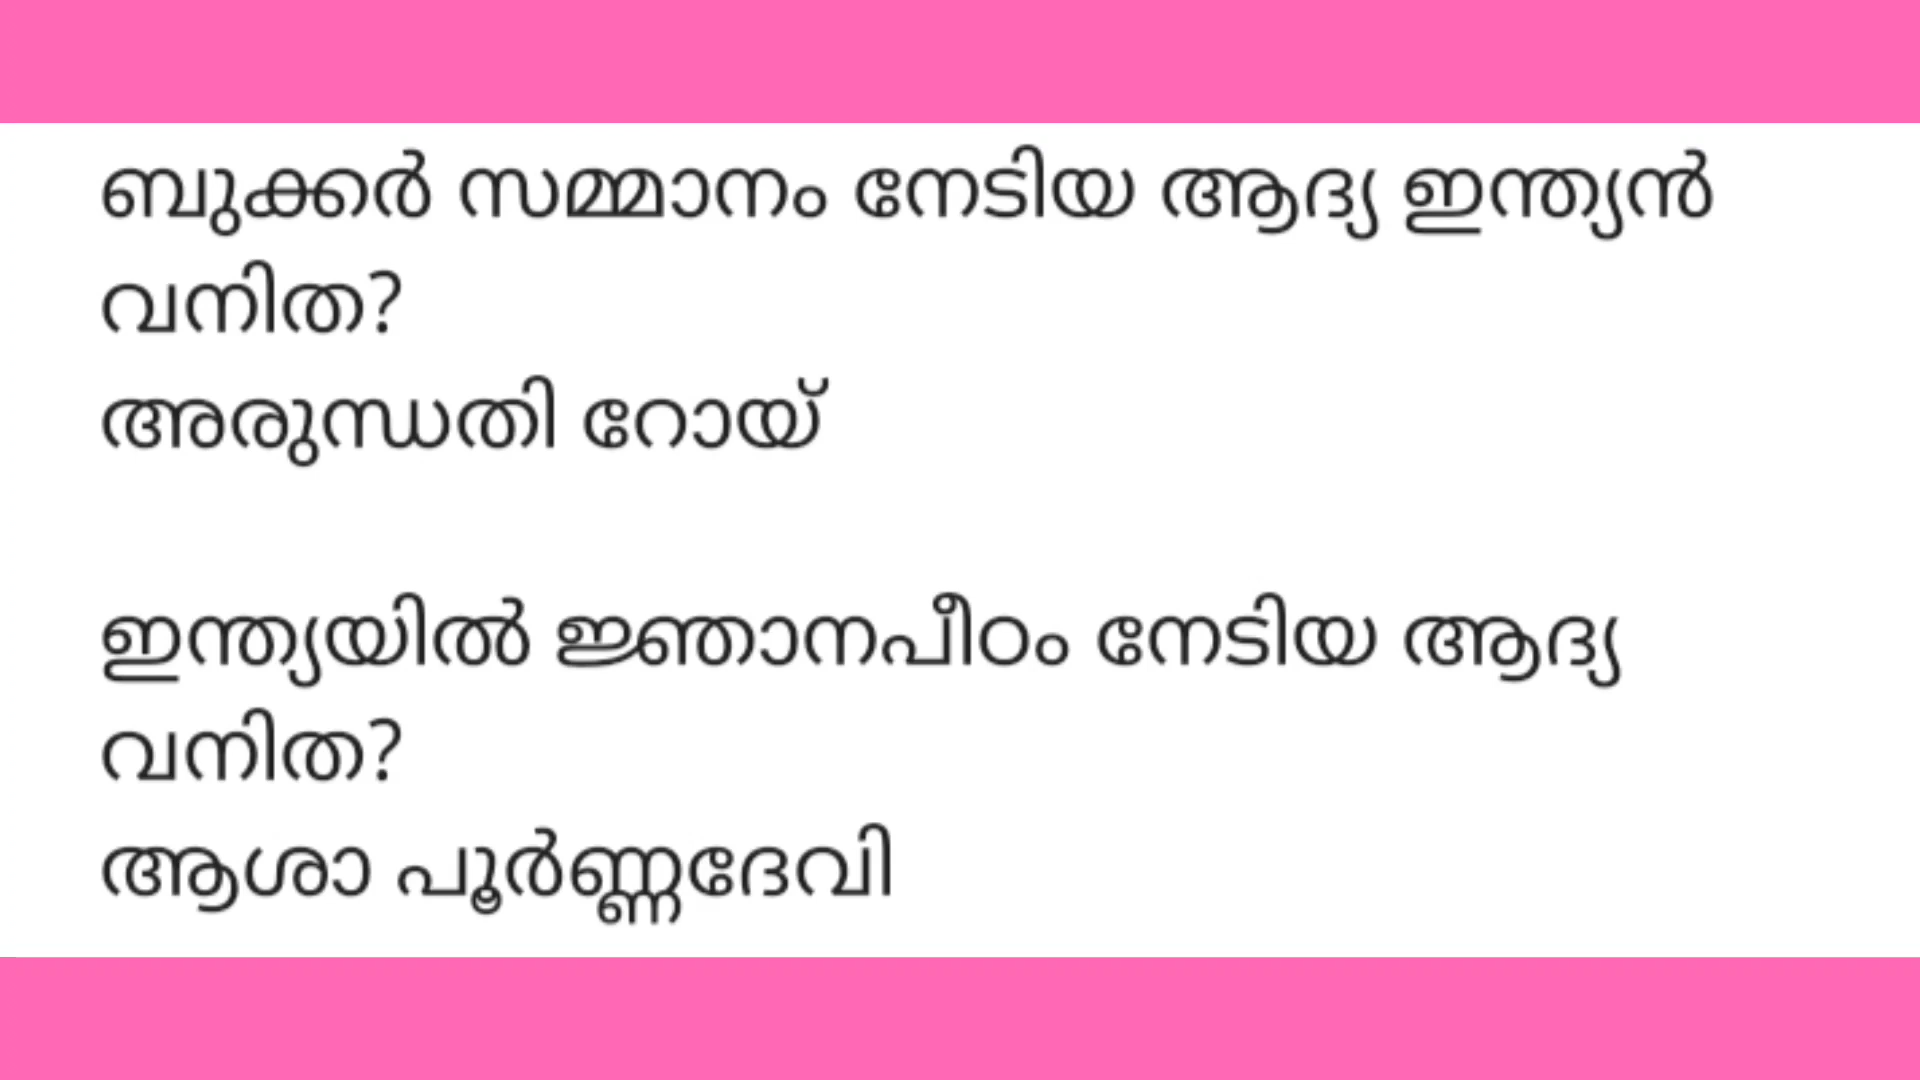 ബുക്കർ സമ്മാനം നേടിയ ആദ്യ ഇന്ത്യൻ
വനിത?
അരുന്ധതി റോയ്
ഇന്ത്യയിൽ ജ്ഞാനപീഠം നേടിയ ആദ്യ
വനിത?
ആശാ പൂർണ്ണദേവി